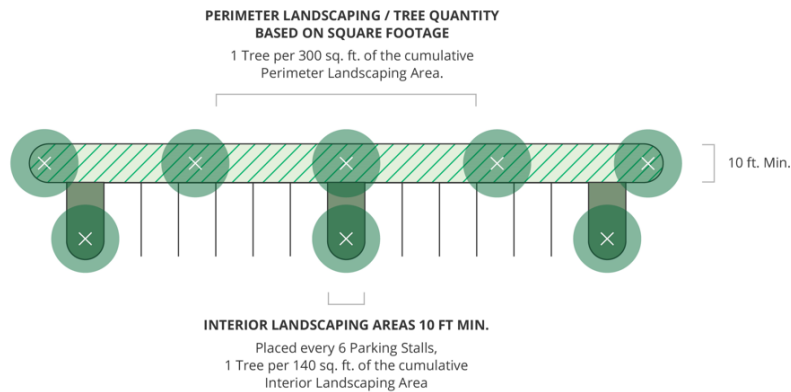 PERIMETER LANDSCAPING / TREE QUANTITY
BASED ON SQUARE FOOTAGE
1 Tree per 300 sq. ft. of the cumulative
Perimeter Landscaping Area.
10 ft. Min.
INTERIOR LANDSCAPING AREAS 10 FT MIN.
Placed every 6 Parking Stalls,
1 Tree per 140 sq. ft. of the cumulative
Interior Landscaping Area